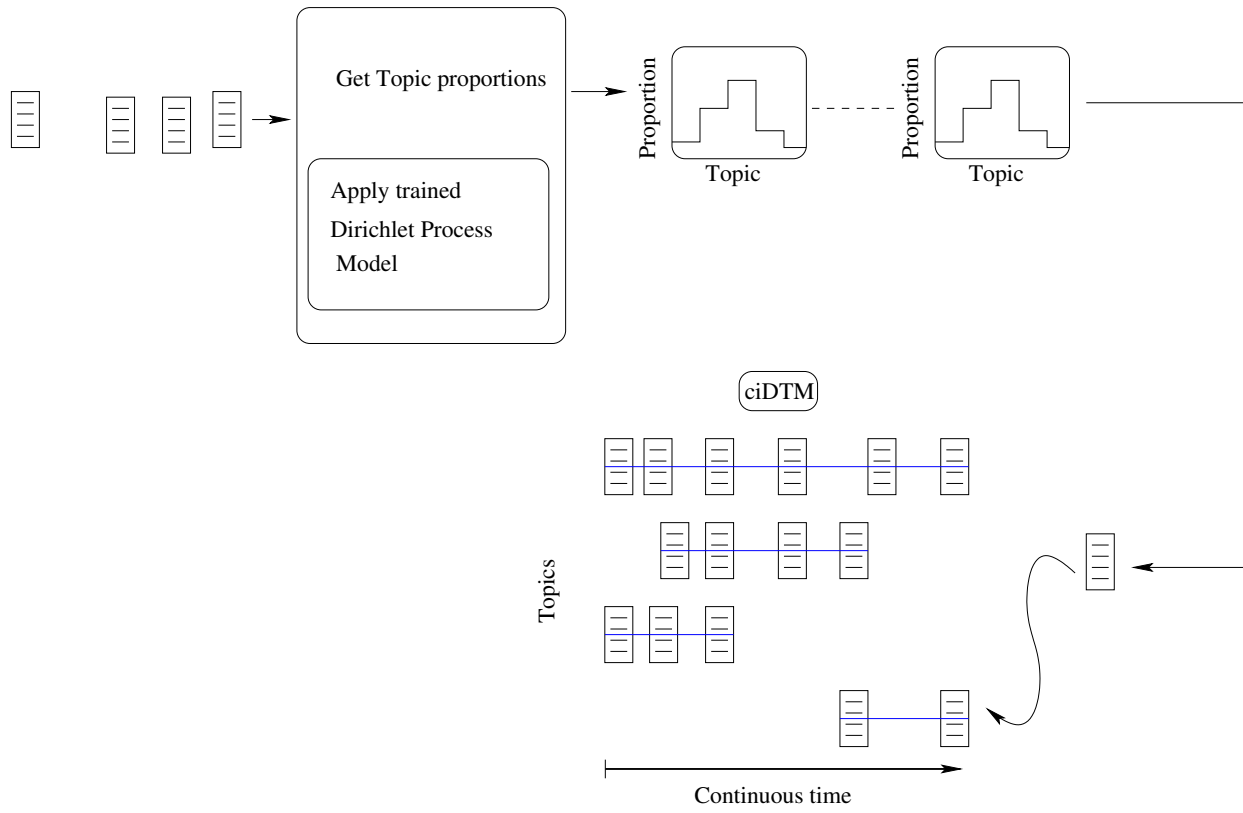 Get Topic proportions
Apply trained
Dirichlet Process
Model
Proportion
Topic
Proportion
Topic
ciDTM
Topics
Continuous time